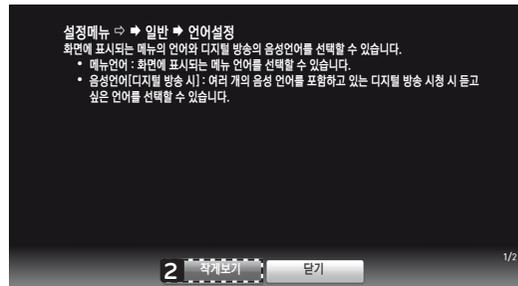 설정메뉴 ⇨ ➡ 일반 ➡ 언어설정
화면에 표시되는 메뉴의 언어와 디지털 방송의 음성언어를 선택할 수 있습니다.
• 메뉴언어 : 화면에 표시되는 메뉴 언어를 선택할 수 있습니다.
• 음성언어[디지털 방송 시] : 여러 개의 음성 언어를 포함하고 있는 디지털 방송 시청 시 듣고
싶은 언어를 선택할 수 있습니다.
1/2
2 작게보기 닫기